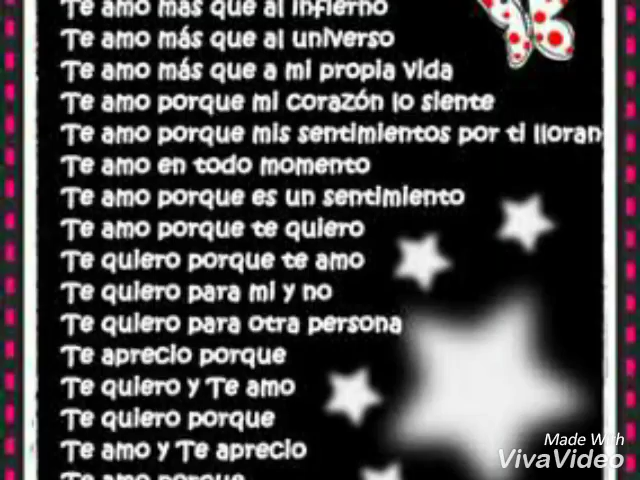 Te amo más que al infierno
Te amo más que al universo
Te amo más que a mi propia vida
Te amo porque mi corazón lo siente
Te amo porque mis sentimientos por ti lloran
Te amo en todo momento
Te amo porque es un sentimiento
Te amo porque te quiero
Te quiero porque te amo
Te quiero para mi y no
Te quiero para otra persona
Te aprecio porque
Te quiero y Te amo
Te quiero porque
Te amo y Te aprecio
Te amo porque
Made With
VivaVideo